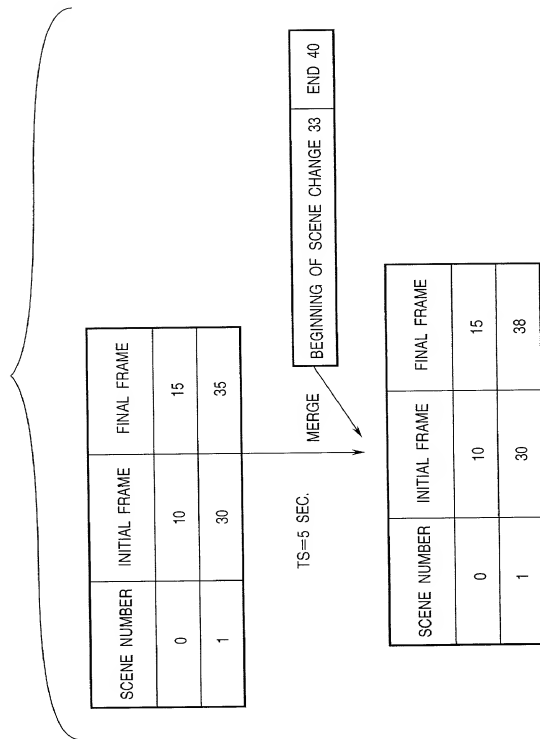 SCENE NUMBER INITIAL FRAME FINAL FRAME
0 10 15
1 30 35
TS=5 SEC. MERGE
BEGINNING OF SCENE CHANGE 33 END 40
SCENE NUMBER INITIAL FRAME FINAL FRAME
0 10 15
1 30 38